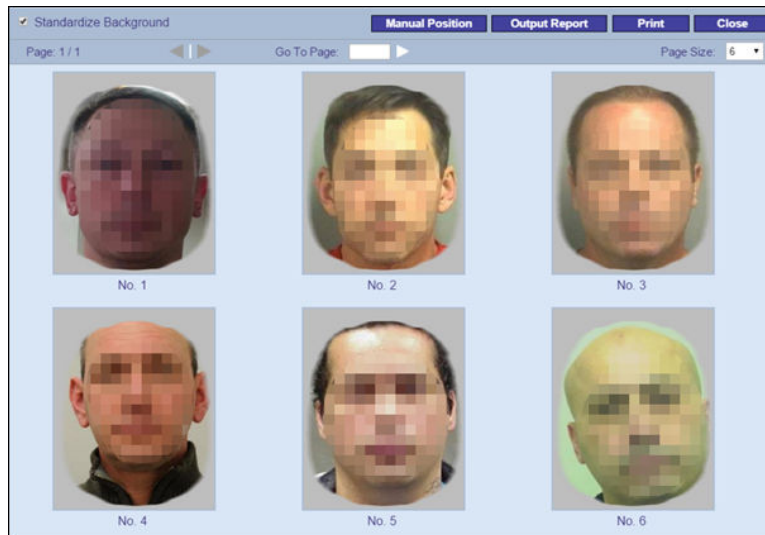 Standardize Background Manual Position Output Report Print Close
Page: 1 / 1 Go To Page: Page Size: 6
No. 1 No. 2 No. 3
No. 4 No. 5 No. 6